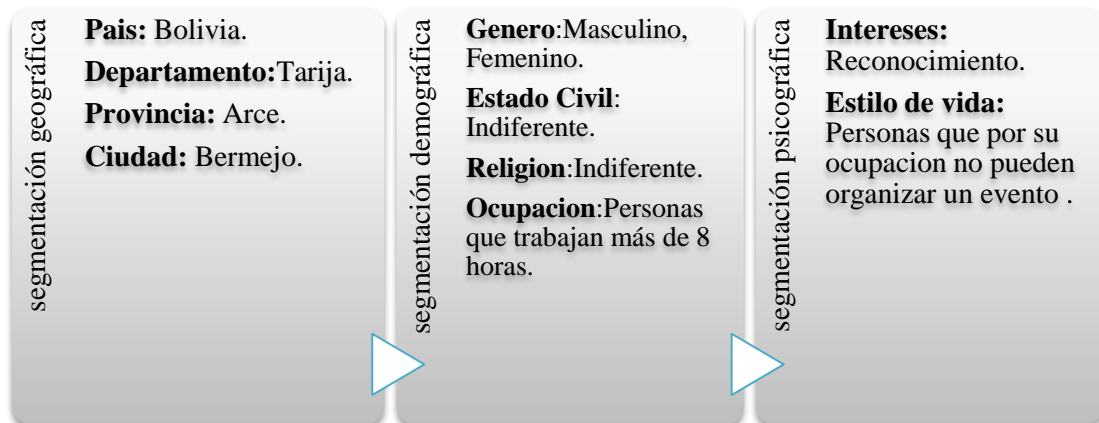 segmentación geográfica
Pais: Bolivia.
Departamento:Tarija.
Provincia: Arce.
Ciudad: Bermejo.
segmentación demográfica
Genero:Masculino,
Femenino.
Estado Civil:
Indiferente.
Religion:Indiferente.
Ocupacion:Personas
que trabajan más de 8
horas.
segmentación psicográfica
Intereses:
Reconocimiento.
Estilo de vida:
Personas que por su
ocupacion no pueden
organizar un evento .